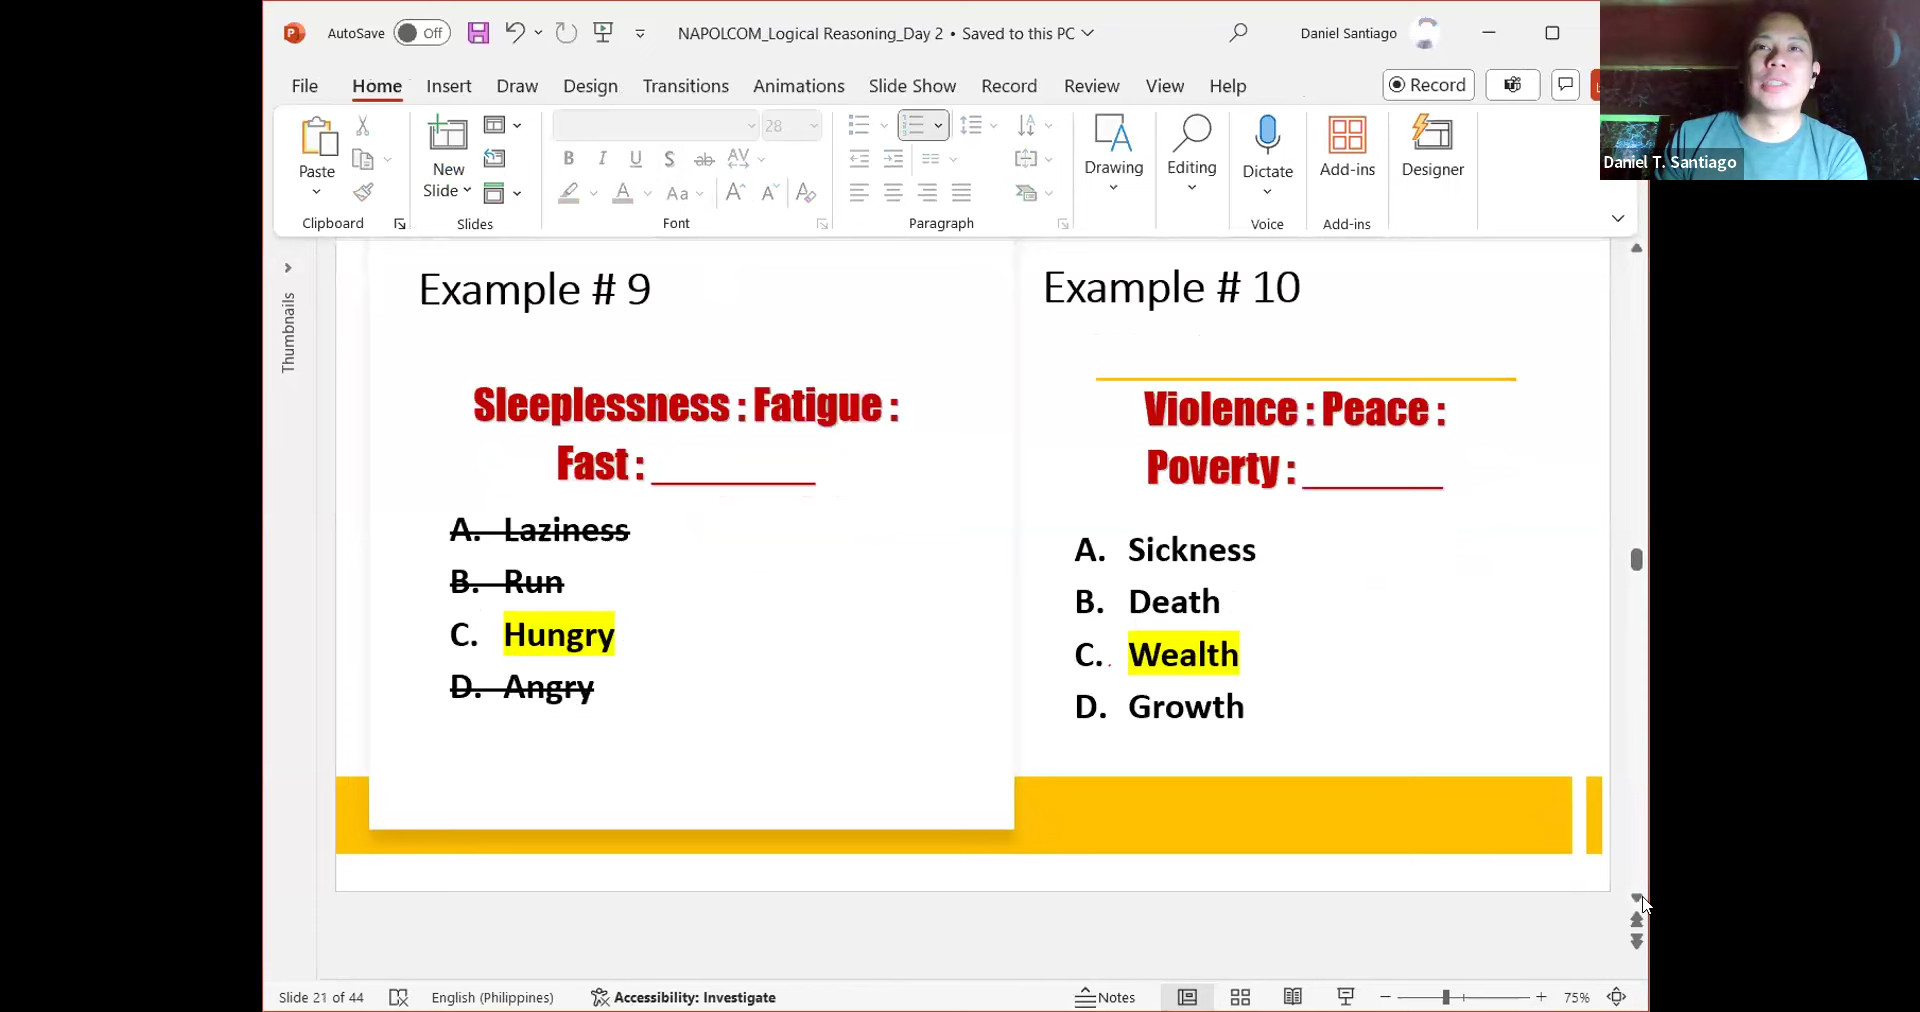 AutoSave Off NAPOLCOM_Logical Reasoning_Day 2 • Saved to this PC Daniel Santiago
File Home Insert Draw Design Transitions Animations Slide Show Record Review View Help Record
Paste New Slide 28 Drawing Editing Dictate Add-ins Designer
B I U S ab AV
A Aa A A A
Clipboard Slides Font Paragraph Voice Add-ins
Daniel T. Santiago
Thumbnails
Example # 9
Sleeplessness : Fatigue :
Fast : ________
A. Laziness
B. Run
C. Hungry
D. Angry
Example # 10
Violence : Peace :
Poverty : _______
A. Sickness
B. Death
C. Wealth
D. Growth
Slide 21 of 44 English (Philippines) Accessibility: Investigate Notes 75%